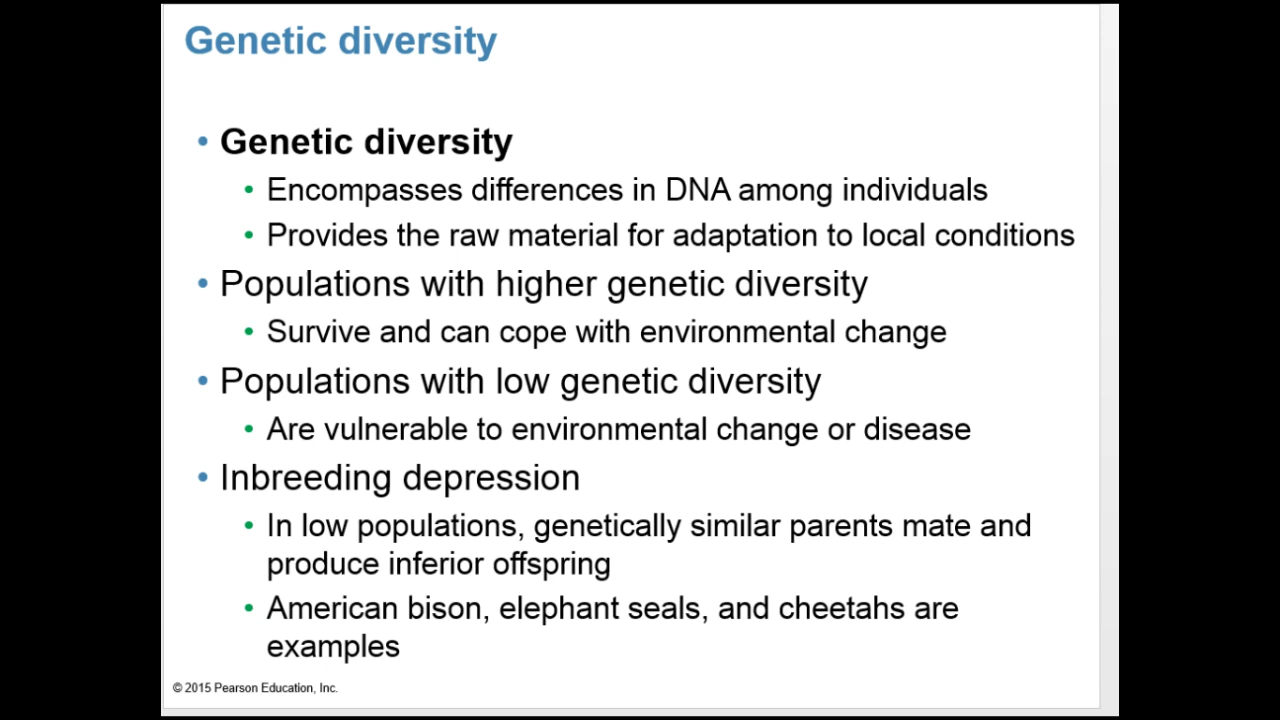 Genetic diversity
• Genetic diversity
• Encompasses differences in DNA among individuals
• Provides the raw material for adaptation to local conditions
• Populations with higher genetic diversity
• Survive and can cope with environmental change
• Populations with low genetic diversity
• Are vulnerable to environmental change or disease
• Inbreeding depression
• In low populations, genetically similar parents mate and
produce inferior offspring
• American bison, elephant seals, and cheetahs are
examples
© 2015 Pearson Education, Inc.